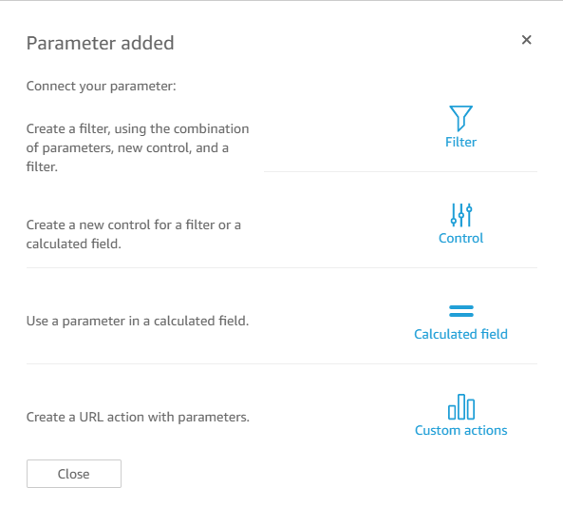 Parameter added
Connect your parameter:
Create a filter, using the combination
of parameters, new control, and a
filter.
Filter
Create a new control for a filter or a
calculated field.
Control
Use a parameter in a calculated field.
Calculated field
Create a URL action with parameters.
Custom actions
Close